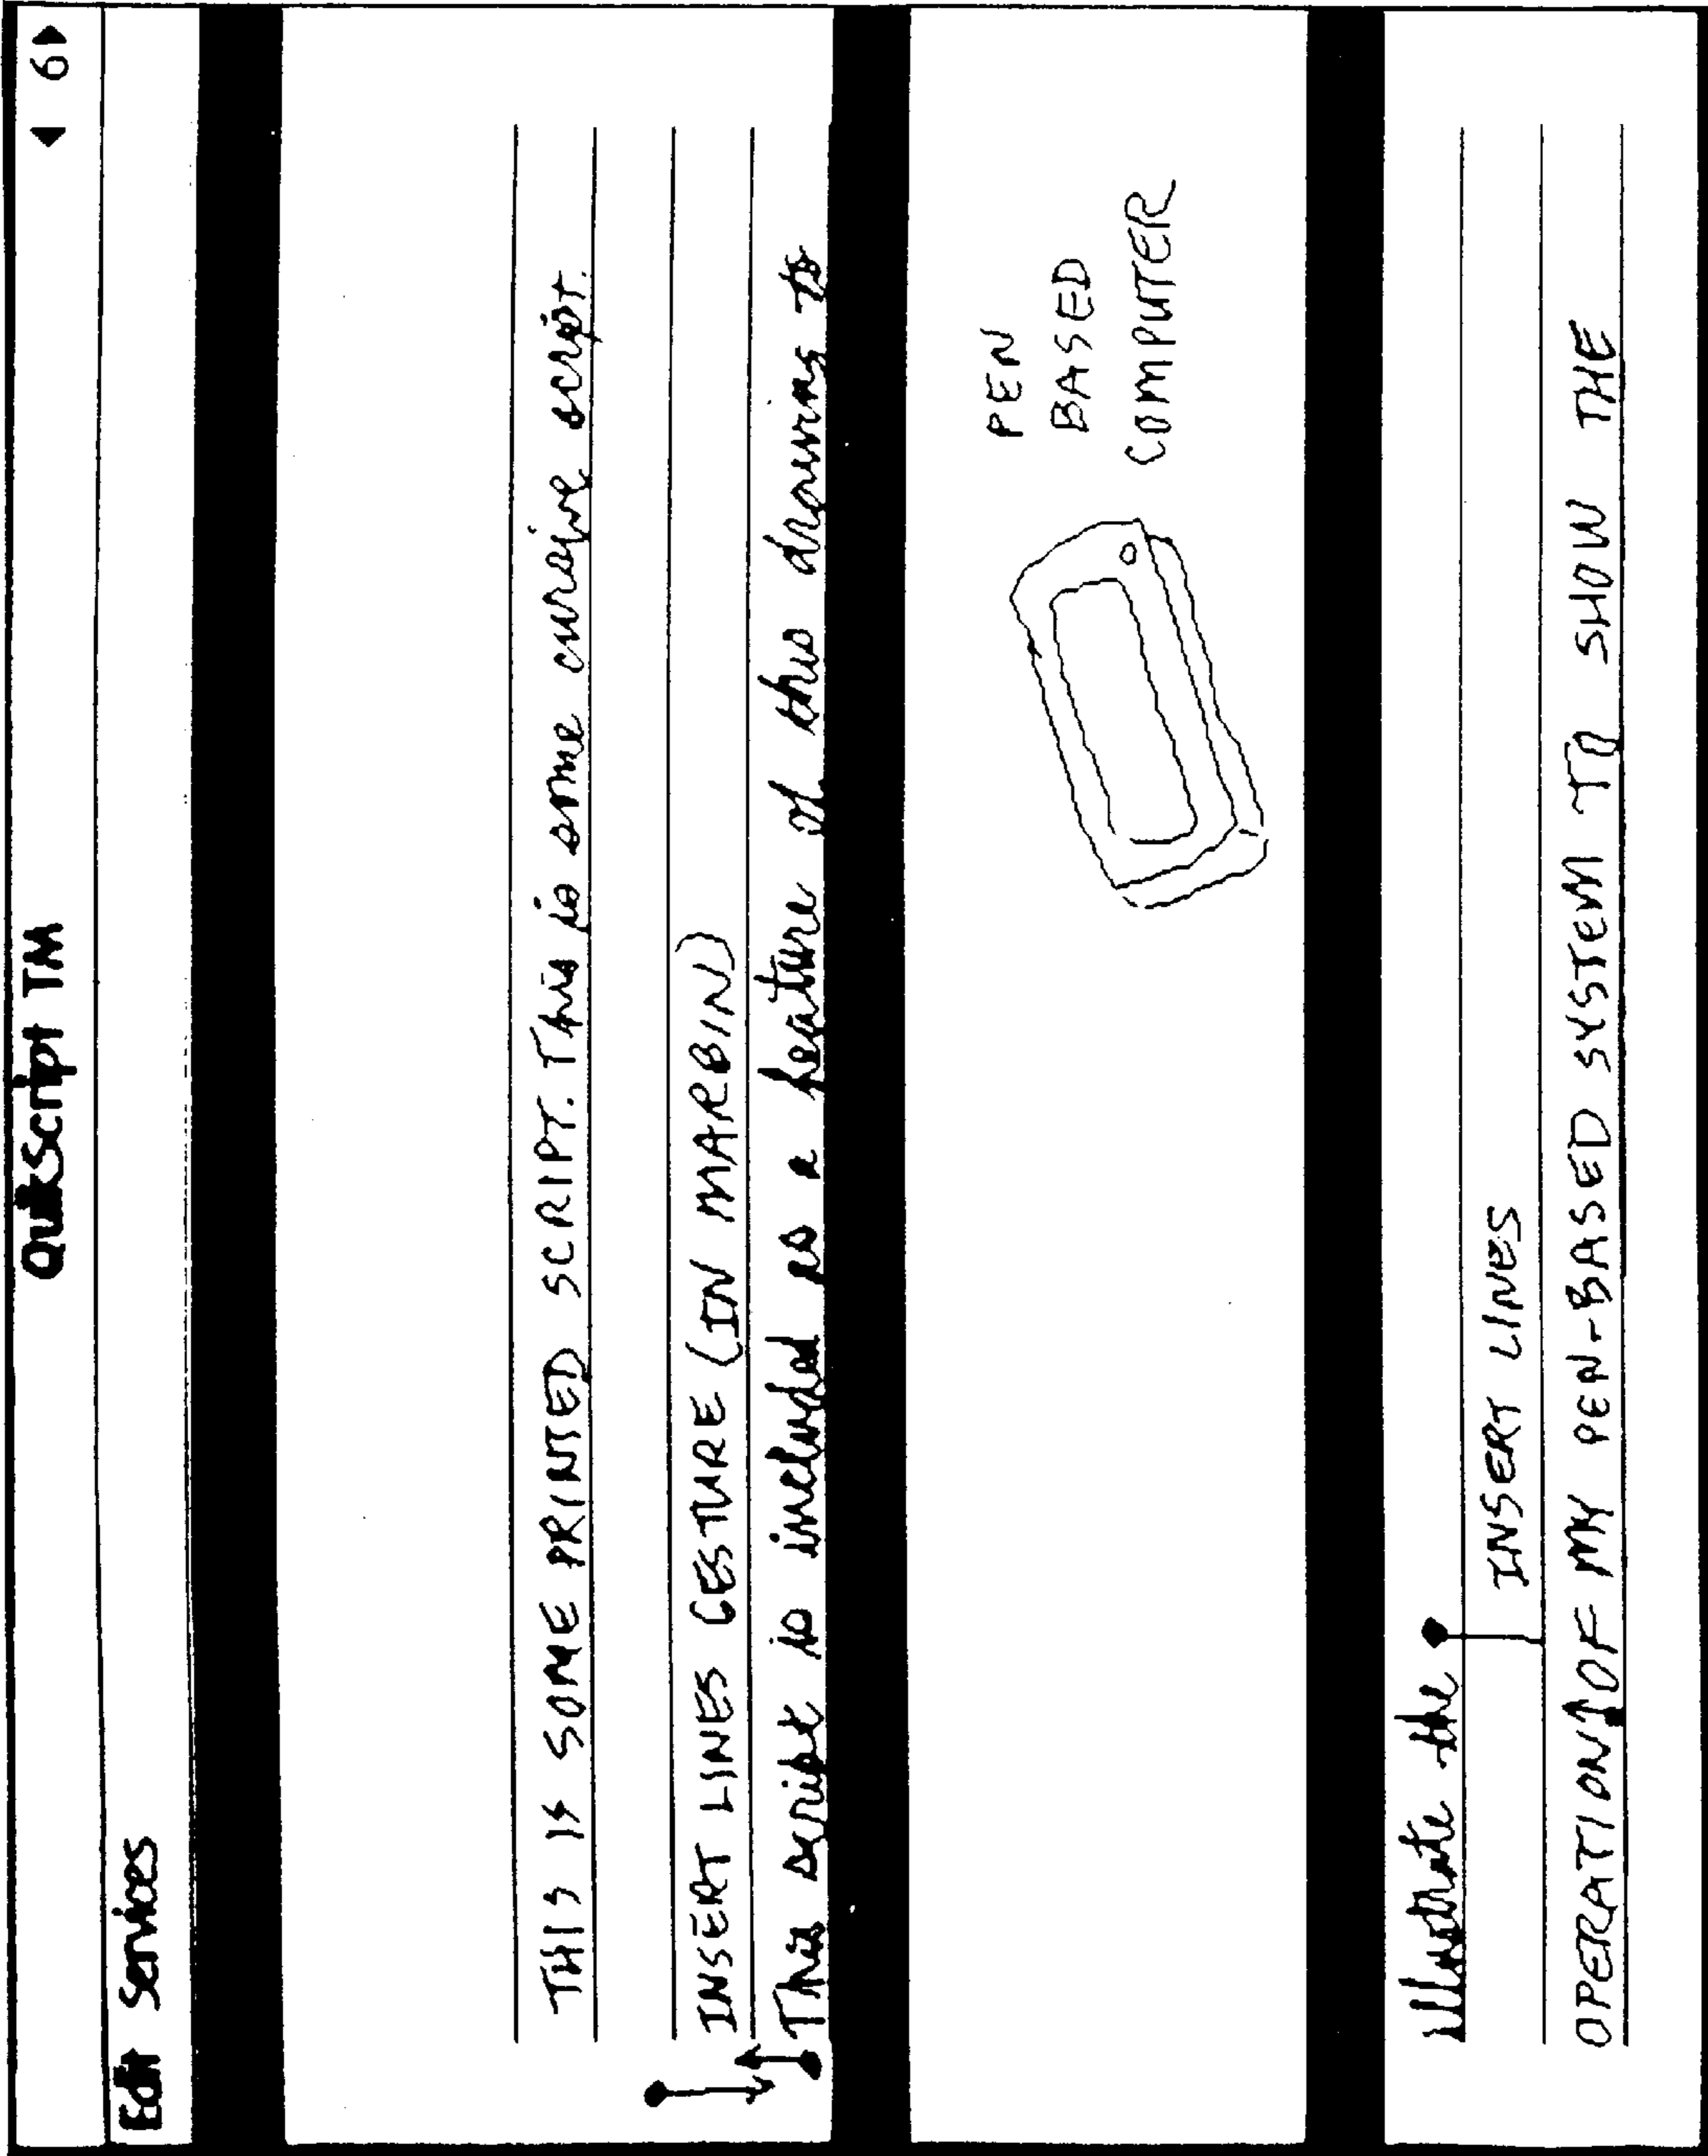 QuikScript TM
◀ 6▶
Edit Services
THIS IS SOME PRINTED SCRIPT. This is some cursive script.
INSERT LINES GESTURE (IN MARGIN)
This script is included as a feature of this drawing to
PEN
BASED
COMPUTER
illustrate the
INSERT LINES
OPERATION OF MY PEN-BASED SYSTEM TO SHOW THE